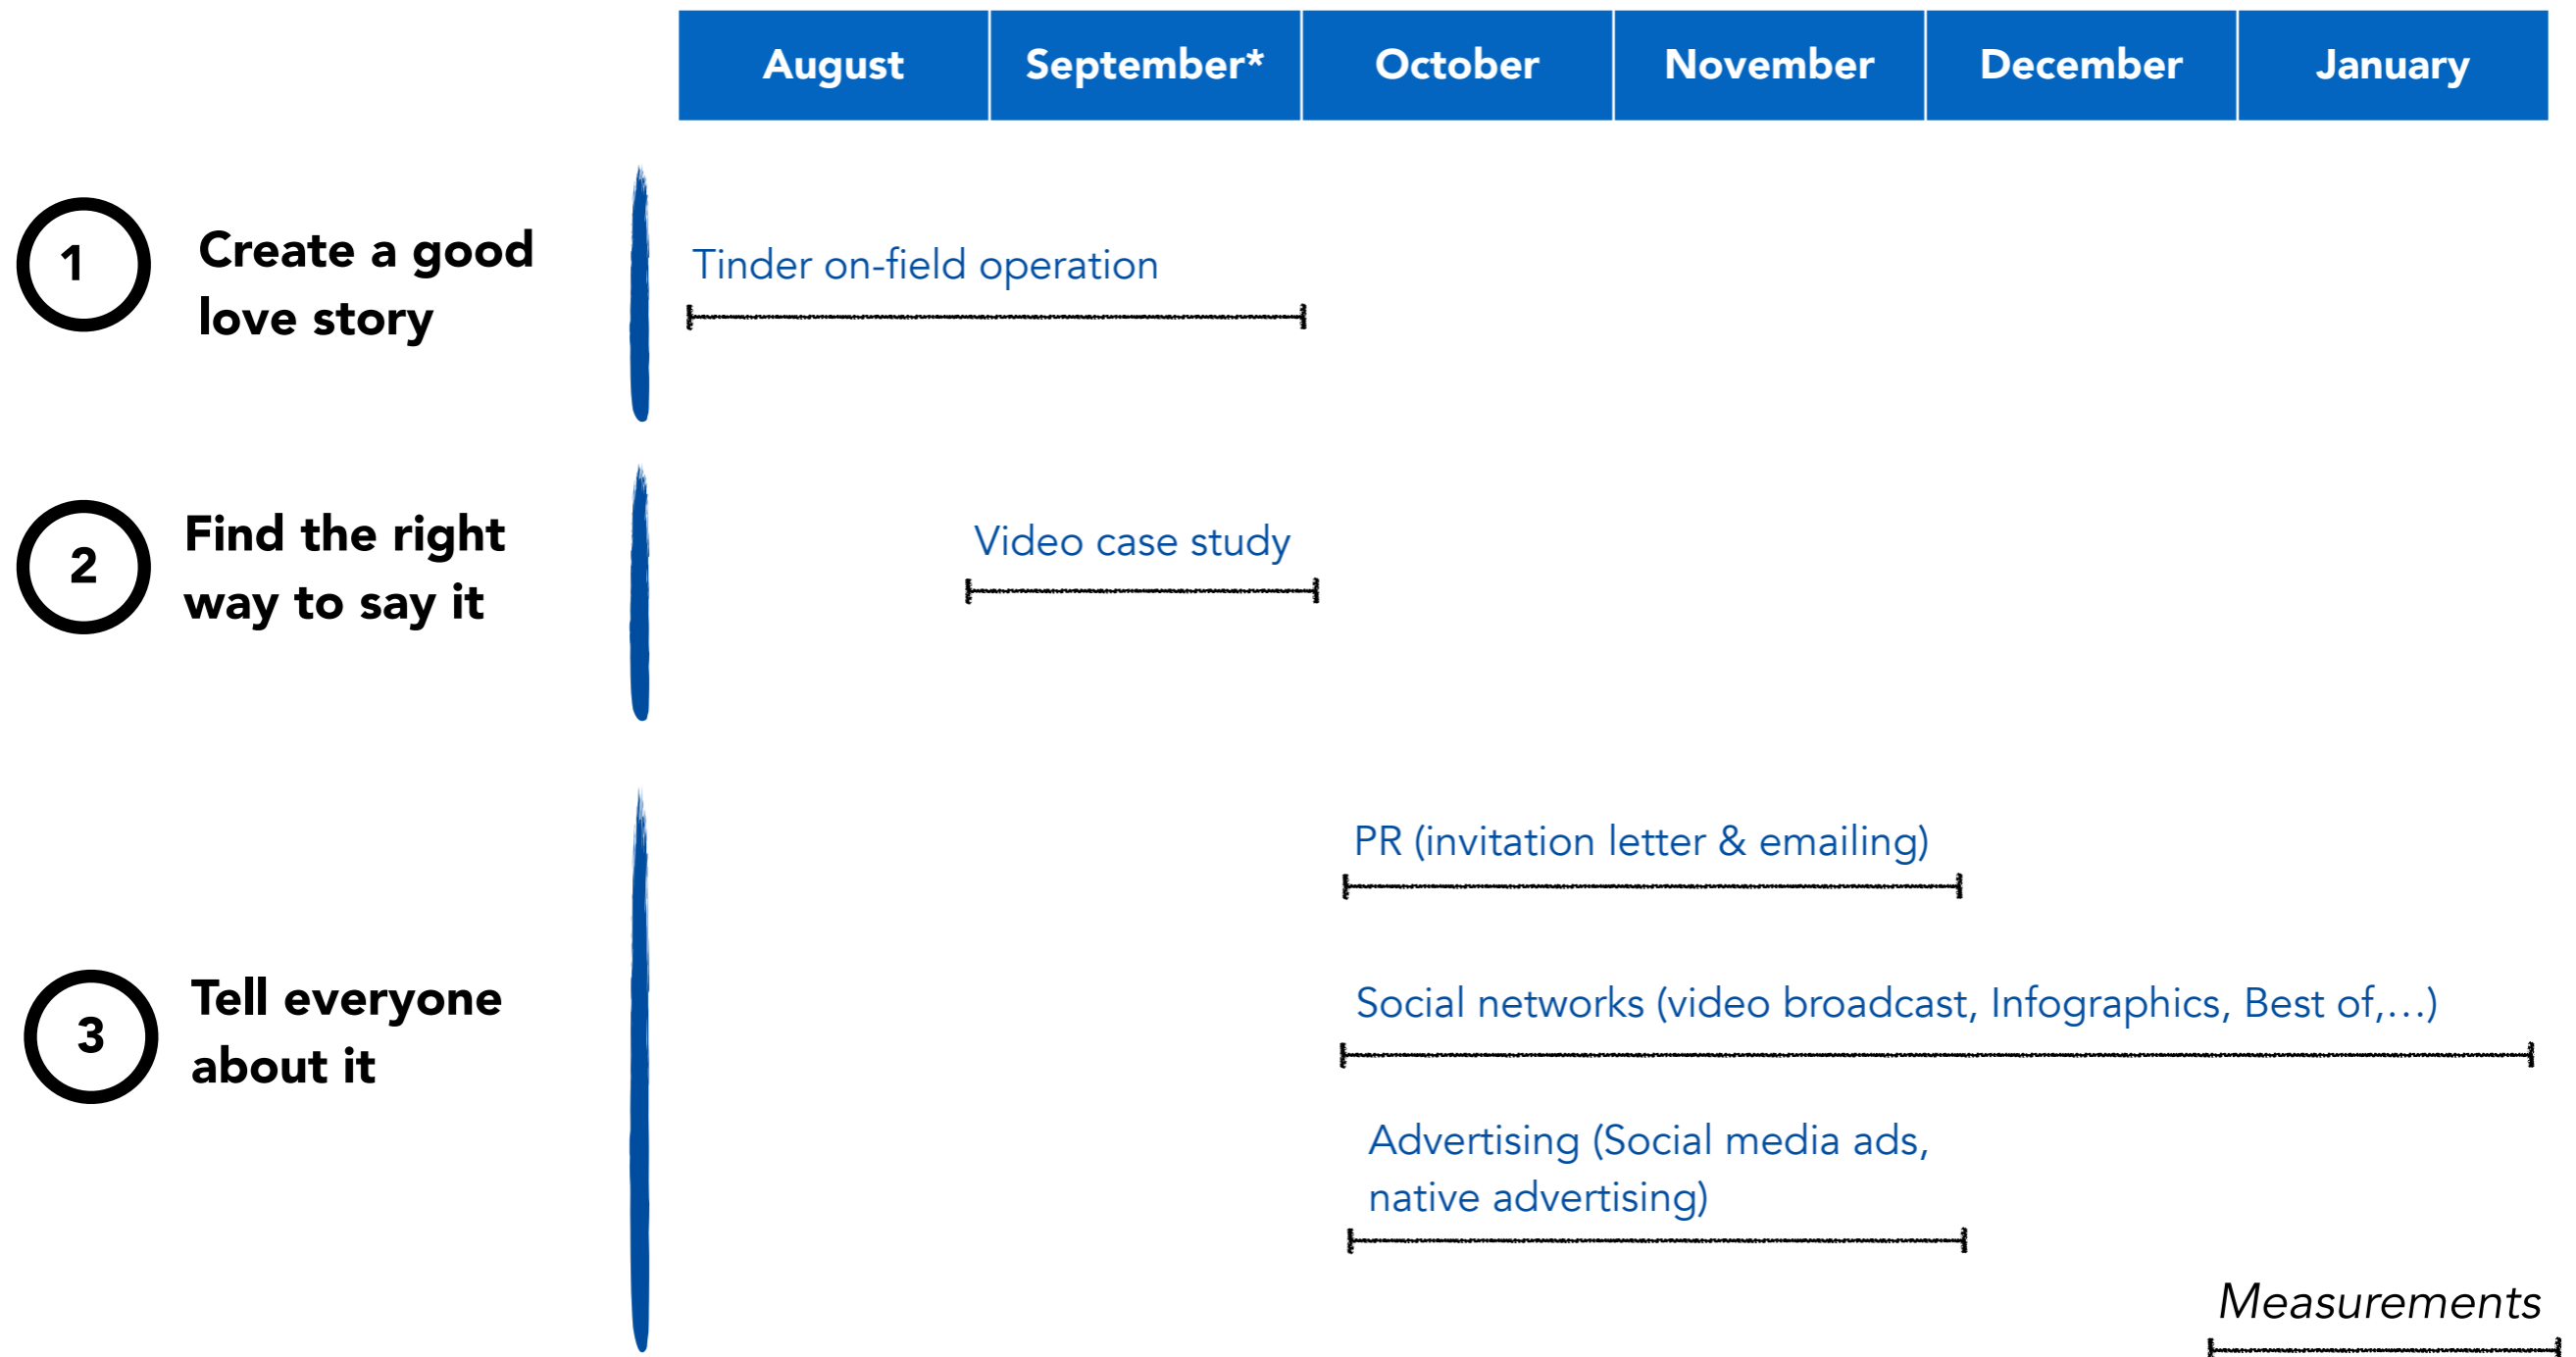 August September* October November December January
1
Create a good
love story
Tinder on-field operation
2
Find the right
way to say it
Video case study
3
Tell everyone
about it
PR (invitation letter & emailing)
Social networks (video broadcast, Infographics, Best of,…)
Advertising (Social media ads,
native advertising)
Measurements